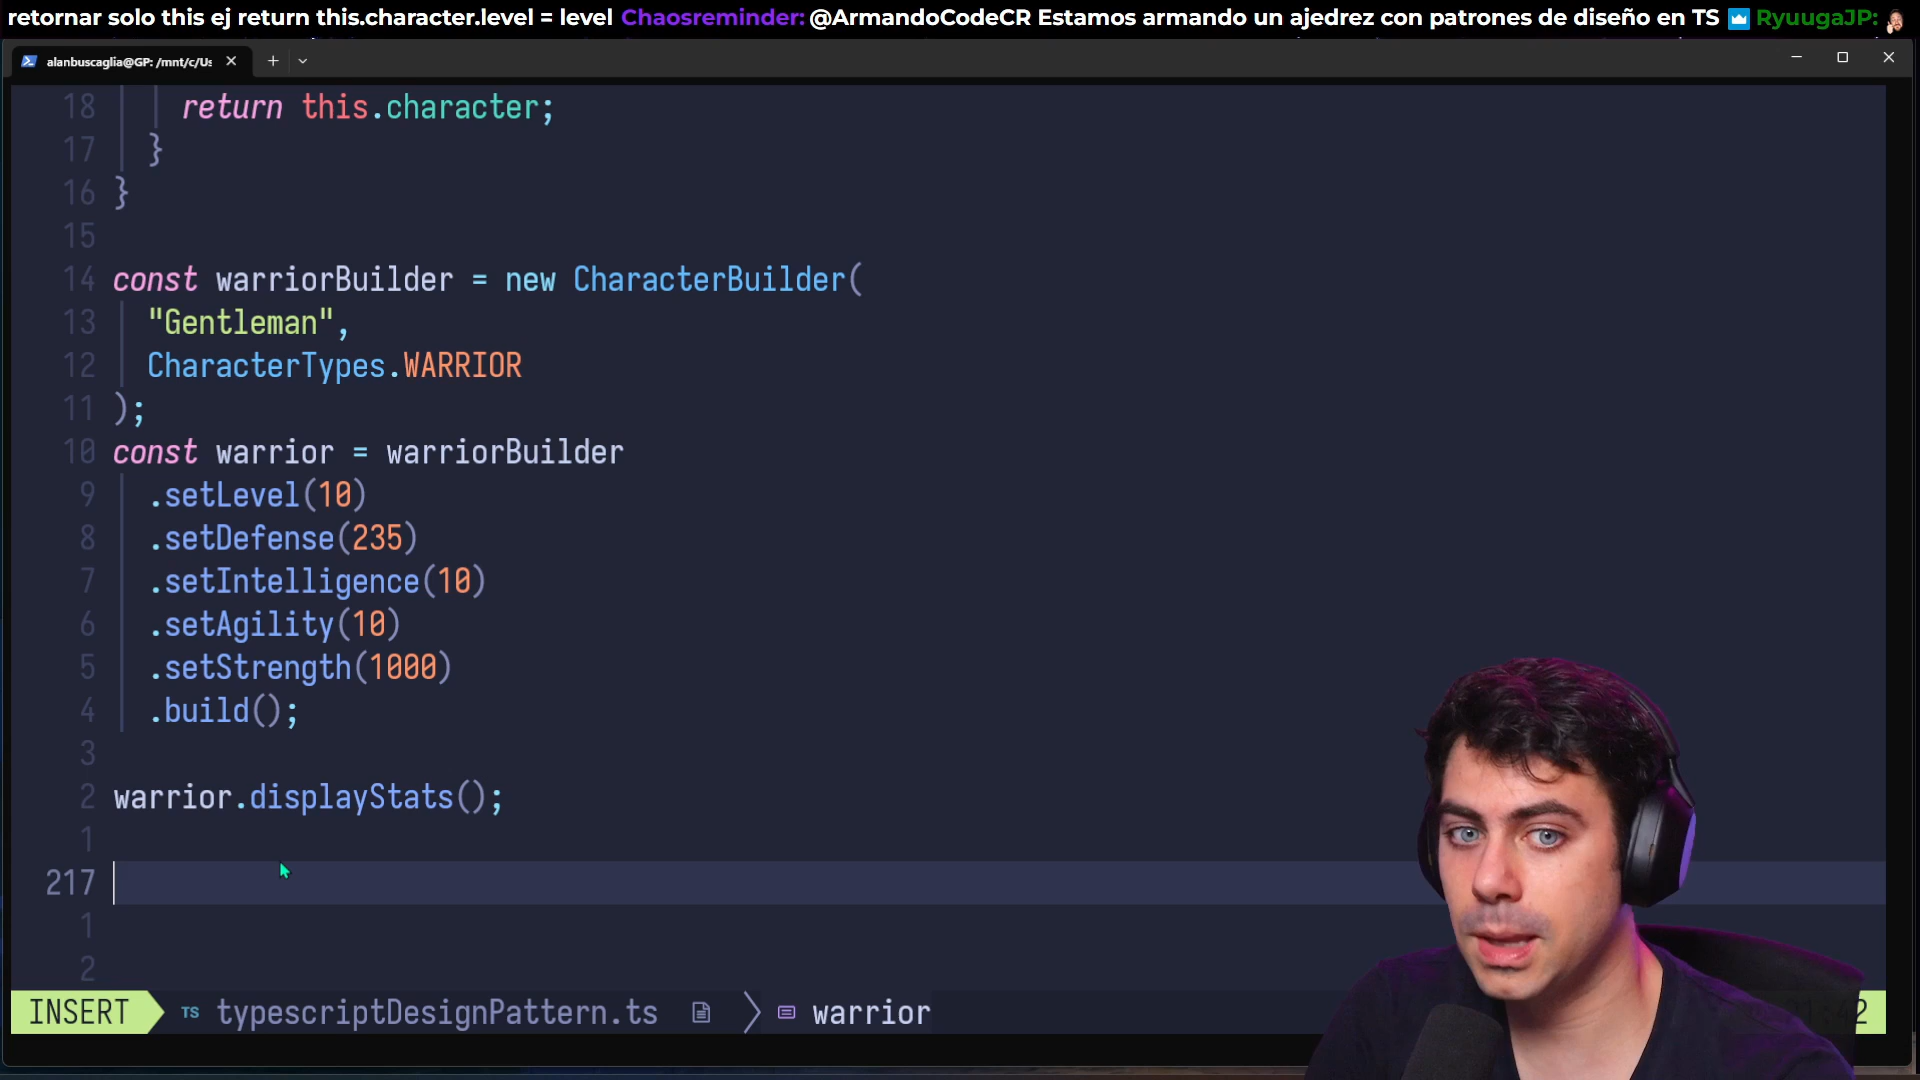 retornar solo this ej return this.character.level = level Chaosreminder: @ArmandoCodeCR Estamos armando un ajedrez con patrones de diseño en TS RyuugaJP:
alanbuscaglia@GP: /mnt/c/Us
18 return this.character;
17 }
16 }
15
14 const warriorBuilder = new CharacterBuilder(
13 "Gentleman",
12 CharacterTypes.WARRIOR
11 );
10 const warrior = warriorBuilder
9 .setLevel(10)
8 .setDefense(235)
7 .setIntelligence(10)
6 .setAgility(10)
5 .setStrength(1000)
4 .build();
3
2 warrior.displayStats();
1
217
1
2
INSERT TS typescriptDesignPattern.ts warrior